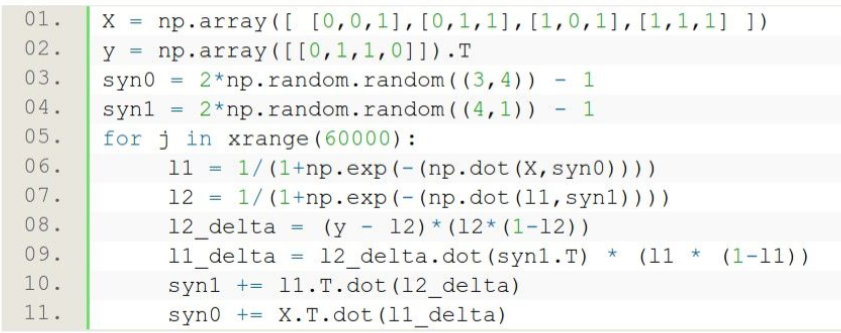 01. X = np.array([ [0,0,1],[0,1,1],[1,0,1],[1,1,1] ])
02. y = np.array([[0,1,1,0]]).T
03. syn0 = 2*np.random.random((3,4)) - 1
04. syn1 = 2*np.random.random((4,1)) - 1
05. for j in xrange(60000):
06.     l1 = 1/(1+np.exp(-(np.dot(X,syn0))))
07.     l2 = 1/(1+np.exp(-(np.dot(l1,syn1))))
08.     l2_delta = (y - l2)*(l2*(1-l2))
09.     l1_delta = l2_delta.dot(syn1.T) * (l1 * (1-l1))
10.     syn1 += l1.T.dot(l2_delta)
11.     syn0 += X.T.dot(l1_delta)